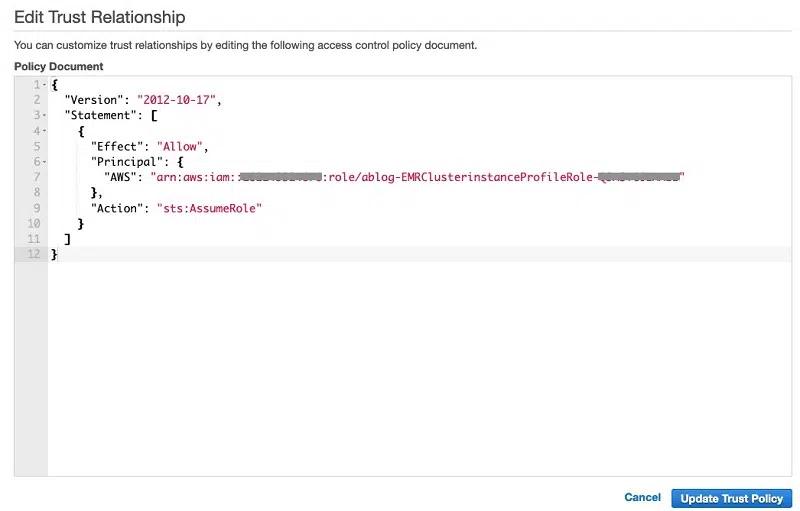 Edit Trust Relationship
You can customize trust relationships by editing the following access control policy document.
Policy Document
1 {
2 "Version": "2012-10-17",
3 "Statement": [
4 {
5 "Effect": "Allow",
6 "Principal": {
7 "AWS": "arn:aws:iam:: :role/ablog-EMRClusterinstanceProfileRole- "
8 },
9 "Action": "sts:AssumeRole"
10 }
11 ]
12 }
Cancel Update Trust Policy